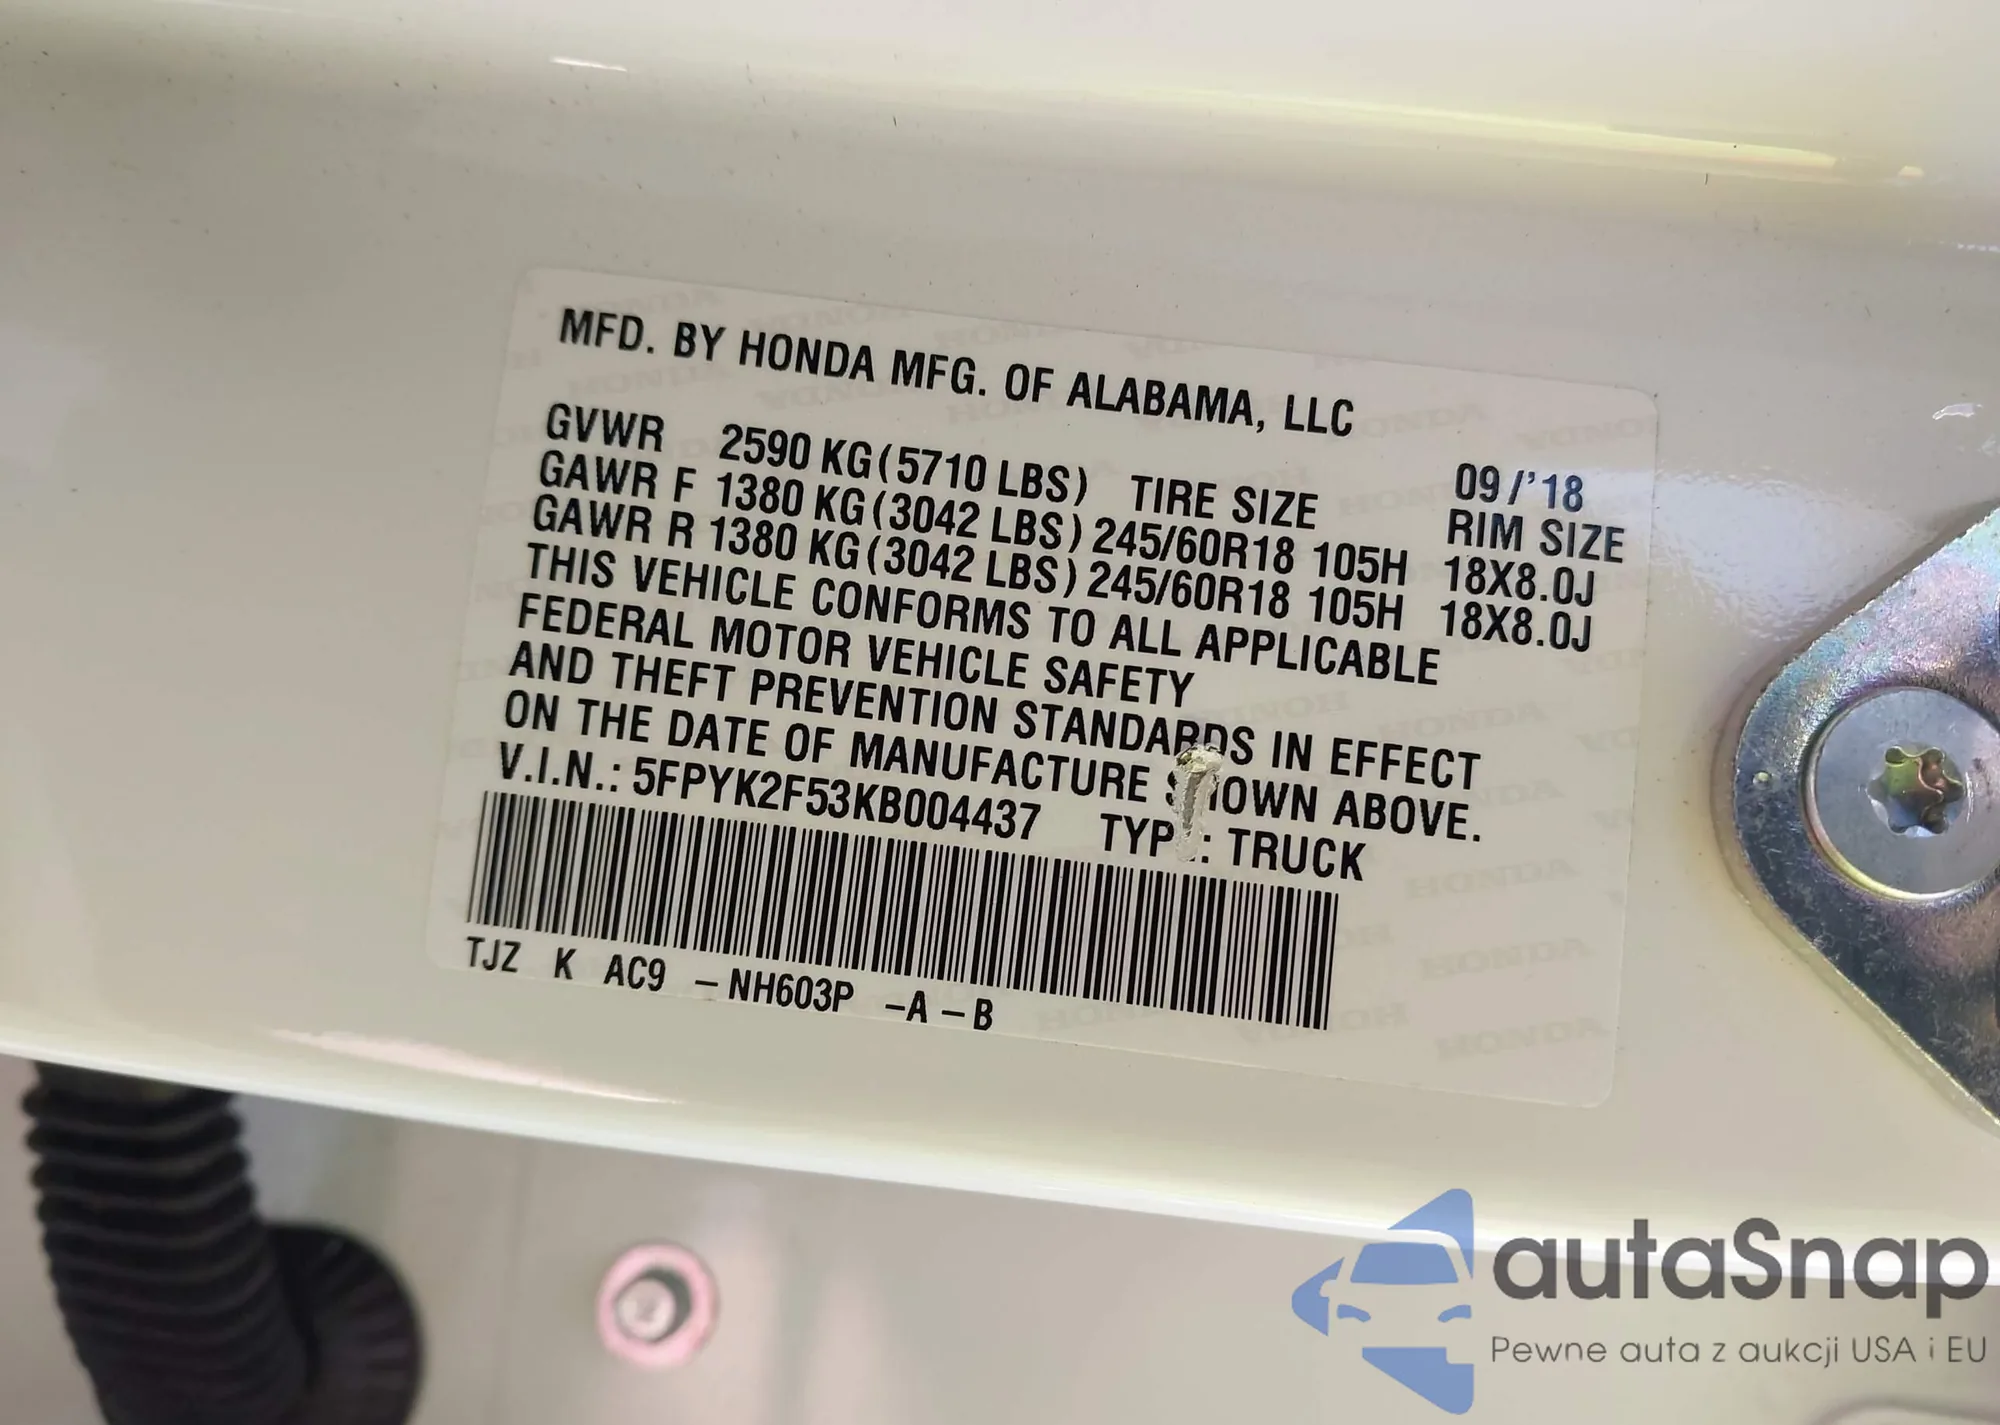 MFD. BY HONDA MFG. OF ALABAMA, LLC
09/'18
GVWR 2590 KG(5710 LBS) TIRE SIZE RIM SIZE
GAWR F 1380 KG(3042 LBS) 245/60R18 105H 18X8.0J
GAWR R 1380 KG(3042 LBS) 245/60R18 105H 18X8.0J
THIS VEHICLE CONFORMS TO ALL APPLICABLE
FEDERAL MOTOR VEHICLE SAFETY
AND THEFT PREVENTION STANDARDS IN EFFECT
ON THE DATE OF MANUFACTURE SHOWN ABOVE.
V.I.N.: 5FPYK2F53KB004437 TYPE: TRUCK
TJZ K AC9 – NH603P –A – B
autaSnap
Pewne auta z aukcji USA i EU